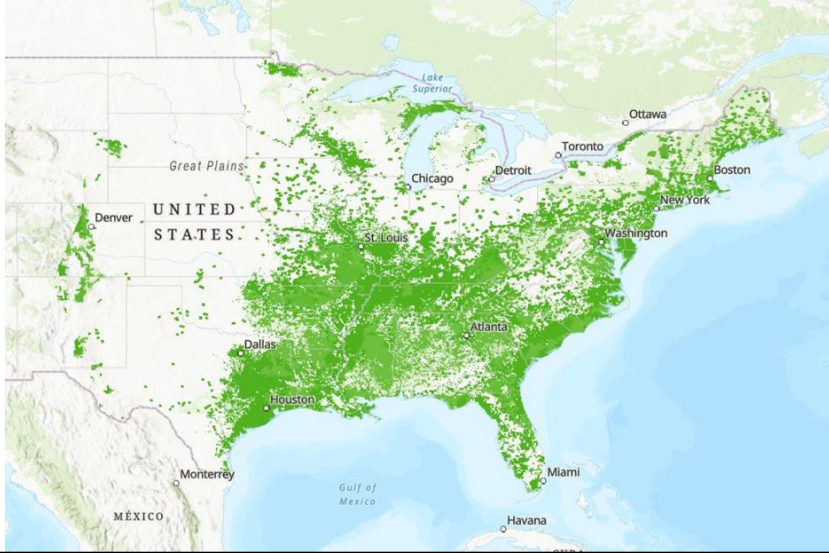 Lake
Superior
Ottawa
Toronto
Great Plains
Detroit
Boston
Chicago
New York
Denver
UNITED
STATES
St. Louis
Washington
Atlanta
Dallas
Houston
Monterrey
Gulf of
Mexico
Miami
MÉXICO
Havana